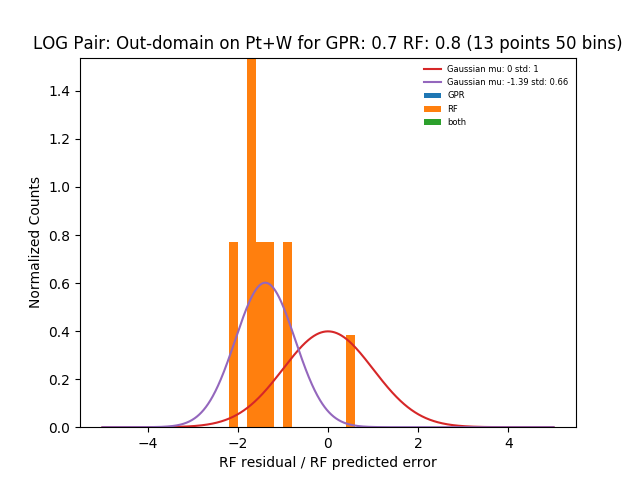 LOG Pair: Out-domain on Pt+W for GPR: 0.7 RF: 0.8 (13 points 50 bins)
Gaussian mu: 0 std: 1
Gaussian mu: -1.39 std: 0.66
GPR
RF
both
Normalized Counts
1.4
1.2
1.0
0.8
0.6
0.4
0.2
0.0
−4
−2
0
2
4
RF residual / RF predicted error